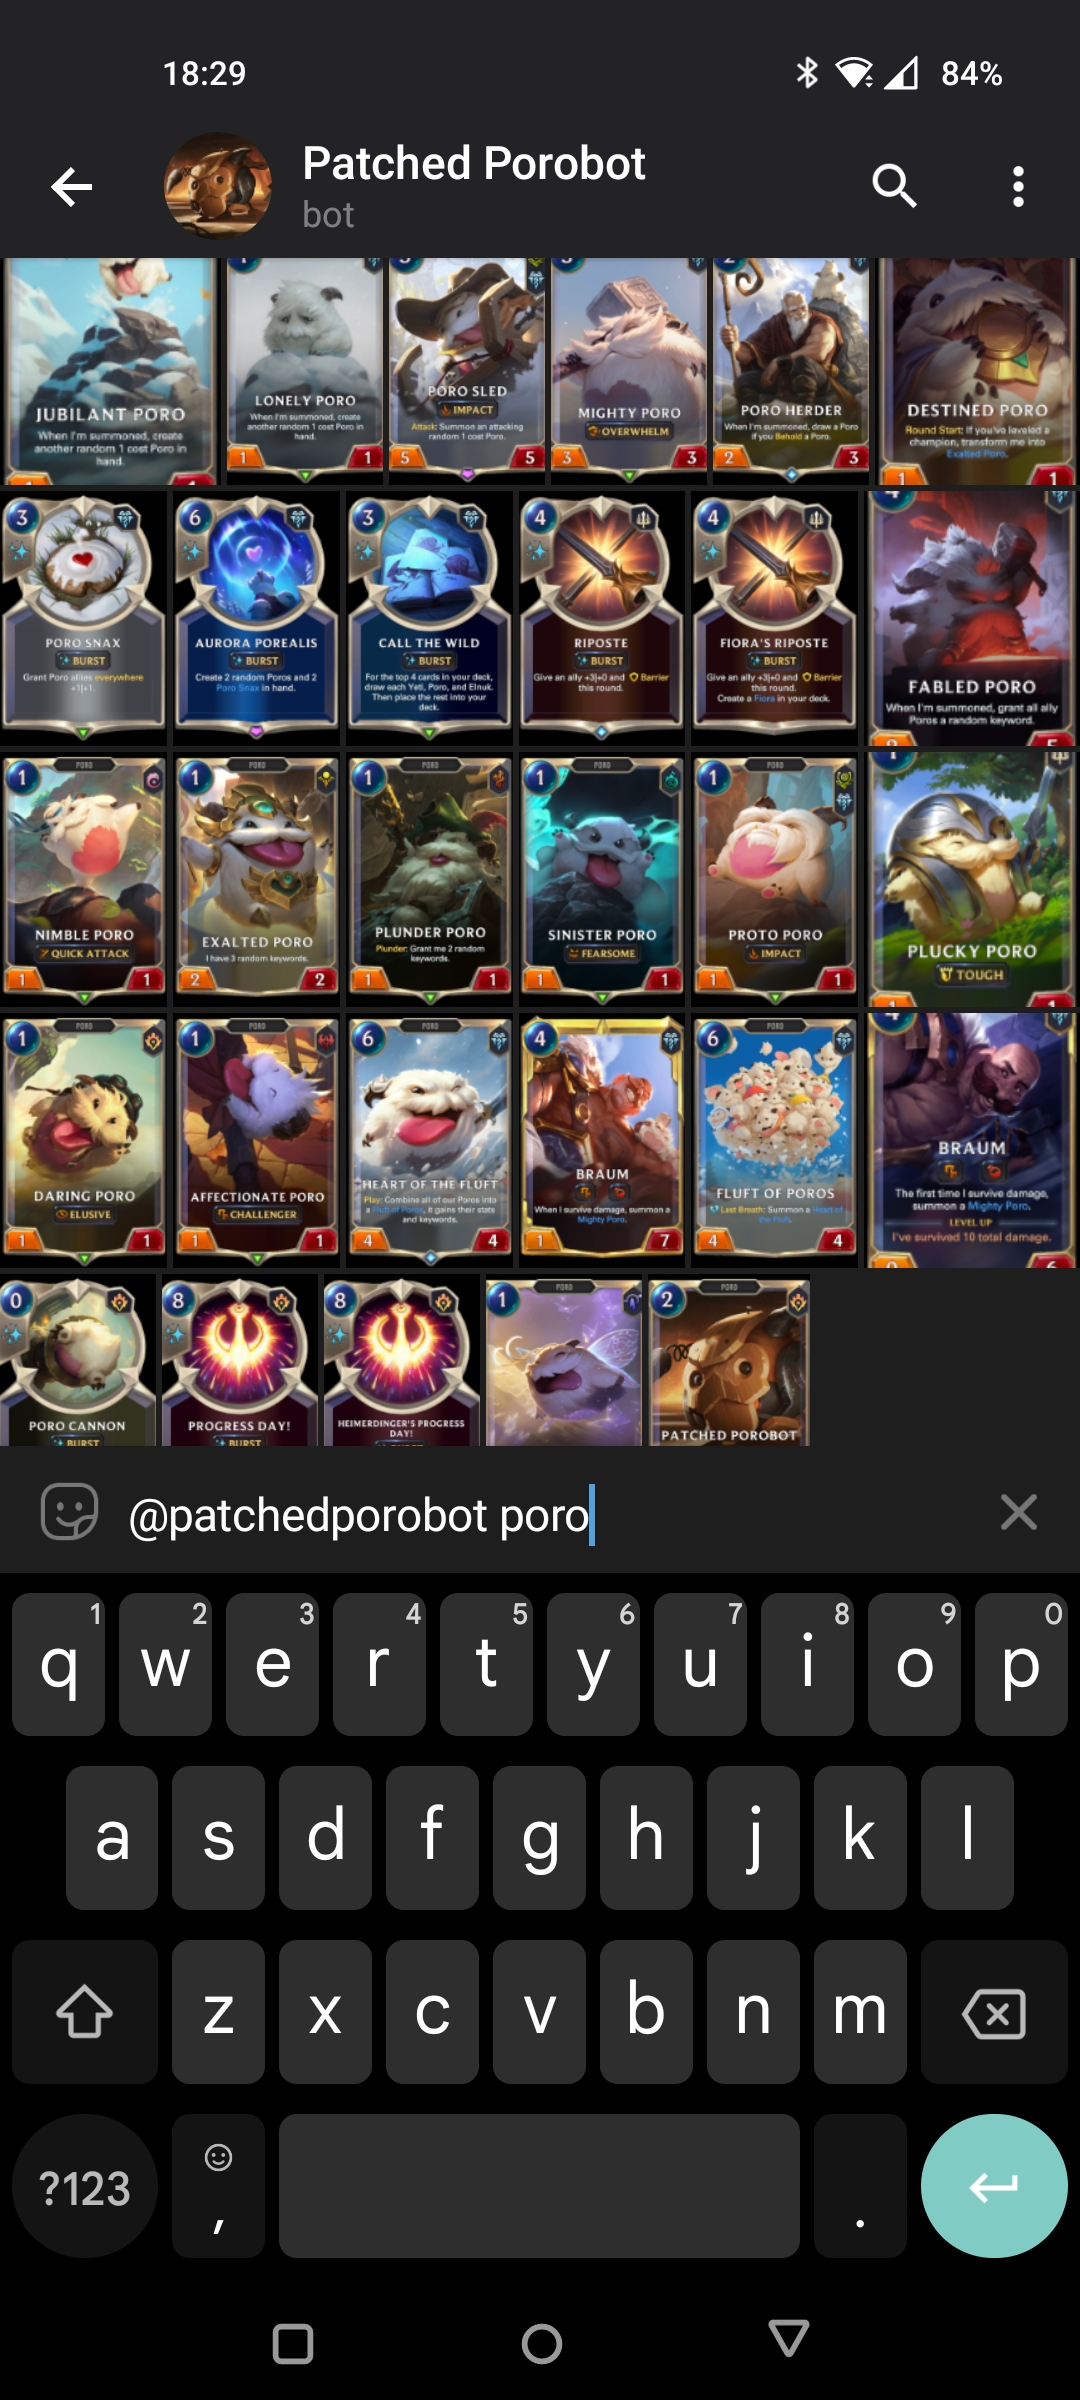 18:29
84%
Patched Porobot
bot
JUBILANT PORO
When I'm summoned, create
another random 1 cost Poro in
hand.
LONELY PORO
When I'm summoned, create
another random 1 cost Poro in
hand.
1
1
PORO SLED
IMPACT
Attack: Summon an attacking
random 1 cost Poro.
5
5
MIGHTY PORO
OVERWHELM
3
3
PORO HERDER
When I'm summoned, draw a Poro
if you Behold a Poro.
2
3
DESTINED PORO
Round Start: If you've leveled a
champion, transform me into
Exalted Poro.
1
1
3
PORO SNAX
BURST
Grant Poro allies everywhere
+1|+1.
6
AURORA POREALIS
BURST
Create 2 random Poros and 2
Poro Snax in hand.
3
CALL THE WILD
BURST
For the top 4 cards in your deck,
draw each Yeti, Poro, and Elnuk.
Then place the rest into your
deck.
4
RIPOSTE
BURST
Give an ally +3|+0 and Barrier
this round.
4
FIORA'S RIPOSTE
BURST
Give an ally +3|+0 and Barrier
this round.
Create a Fiora in your deck.
FABLED PORO
When I'm summoned, grant all ally
Poros a random keyword.
1
PORO
NIMBLE PORO
QUICK ATTACK
1
1
1
PORO
EXALTED PORO
I have 3 random keywords.
2
2
1
PORO
PLUNDER PORO
Plunder: Grant me 2 random
keywords.
1
1
1
PORO
SINISTER PORO
FEARSOME
1
1
1
PORO
PROTO PORO
IMPACT
1
1
PLUCKY PORO
TOUGH
1
PORO
DARING PORO
ELUSIVE
1
1
1
PORO
AFFECTIONATE PORO
CHALLENGER
1
1
6
PORO
HEART OF THE FLUFT
Play: Combine all of our Poros into
a Fluft of Poros, it gains their stats
and keywords.
4
4
4
BRAUM
When I survive damage, summon a
Mighty Poro.
1
7
6
PORO
FLUFT OF POROS
Last Breath: Summon a Heart of
the Fluft.
4
4
BRAUM
The first time I survive damage,
summon a Mighty Poro.
LEVEL UP
I've survived 10 total damage.
0
PORO CANNON
BURST
8
PROGRESS DAY!
BURST
8
HEIMERDINGER'S PROGRESS
DAY!
1
PORO
2
PORO
PATCHED POROBOT
@patchedporobot poro
1 2 3 4 5 6 7 8 9 0
q w e r t y u i o p
a s d f g h j k l
z x c v b n m
?123 , .